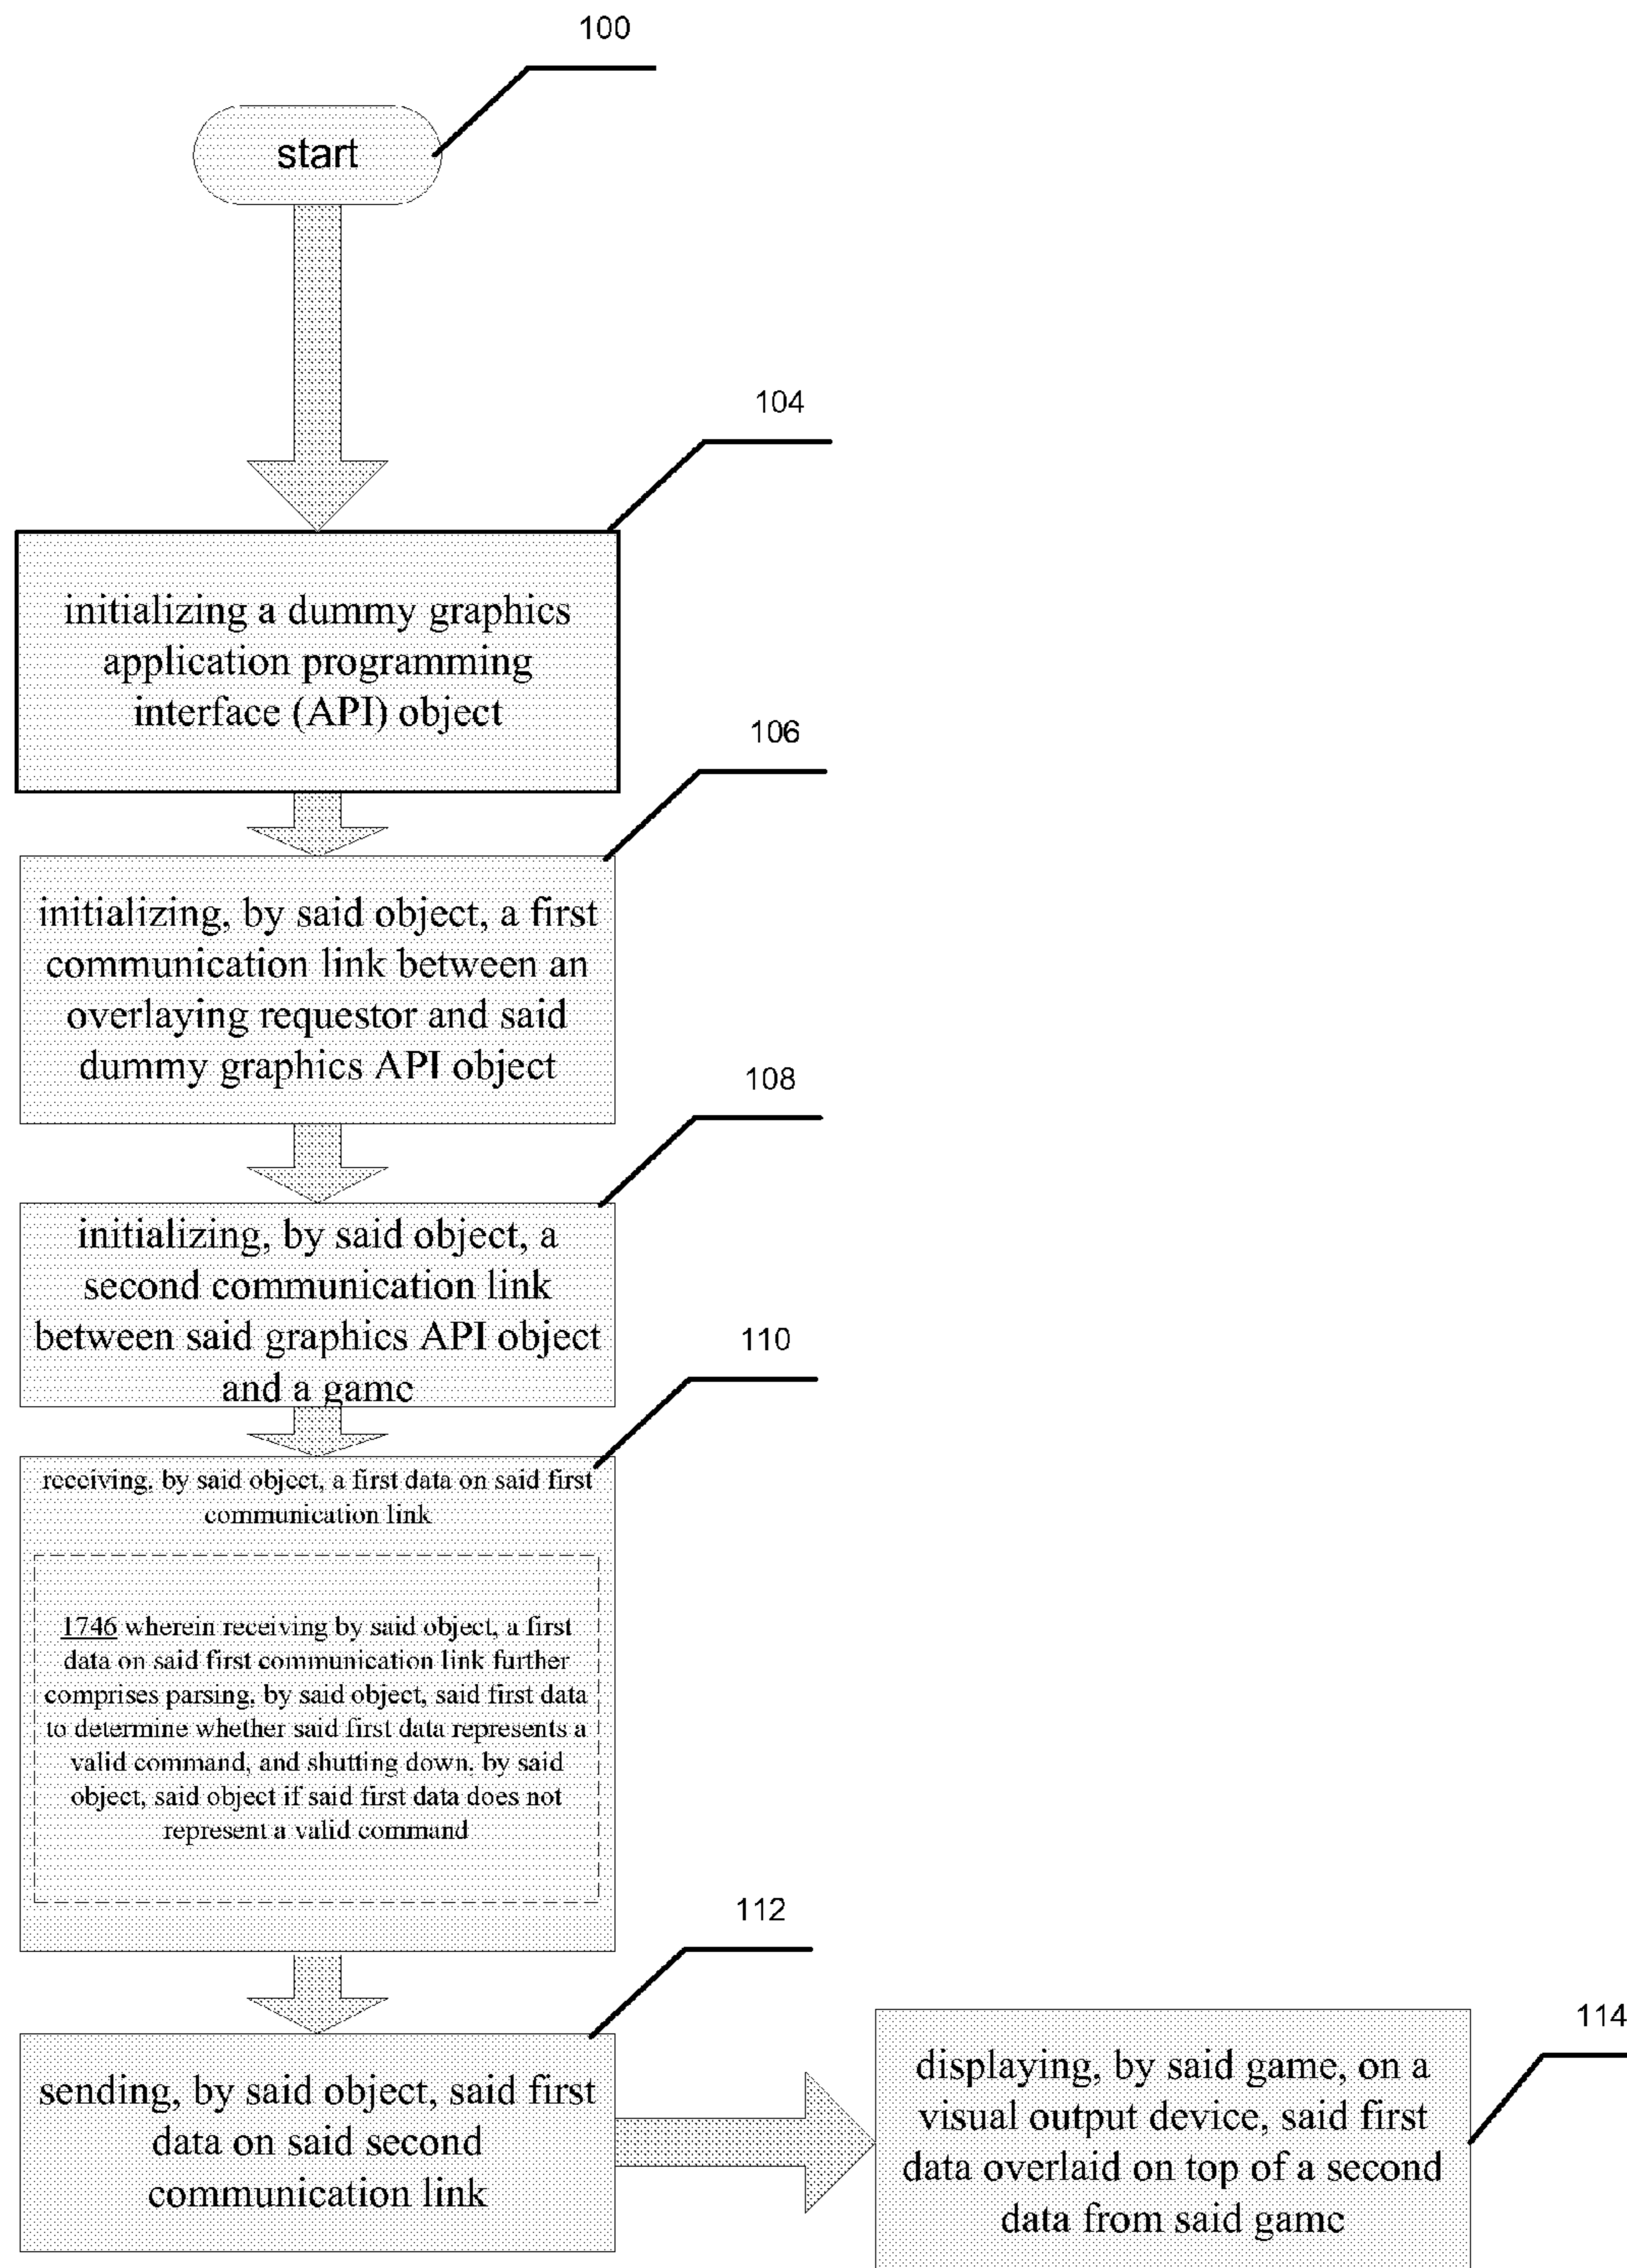 100
start
104
initializing a dummy graphics
application programming
interface (API) object
106
initializing, by said object, a first
communication link between an
overlaying requestor and said
dummy graphics API object
108
initializing, by said object, a
second communication link
between said graphics API object
and a game
110
receiving, by said object, a first data on said first
communication link
1746 wherein receiving by said object, a first
data on said first communication link further
comprises parsing, by said object, said first data
to determine whether said first data represents a
valid command, and shutting down, by said
object, said object if said first data does not
represent a valid command
112
sending, by said object, said first
data on said second
communication link
114
displaying, by said game, on a
visual output device, said first
data overlaid on top of a second
data from said game